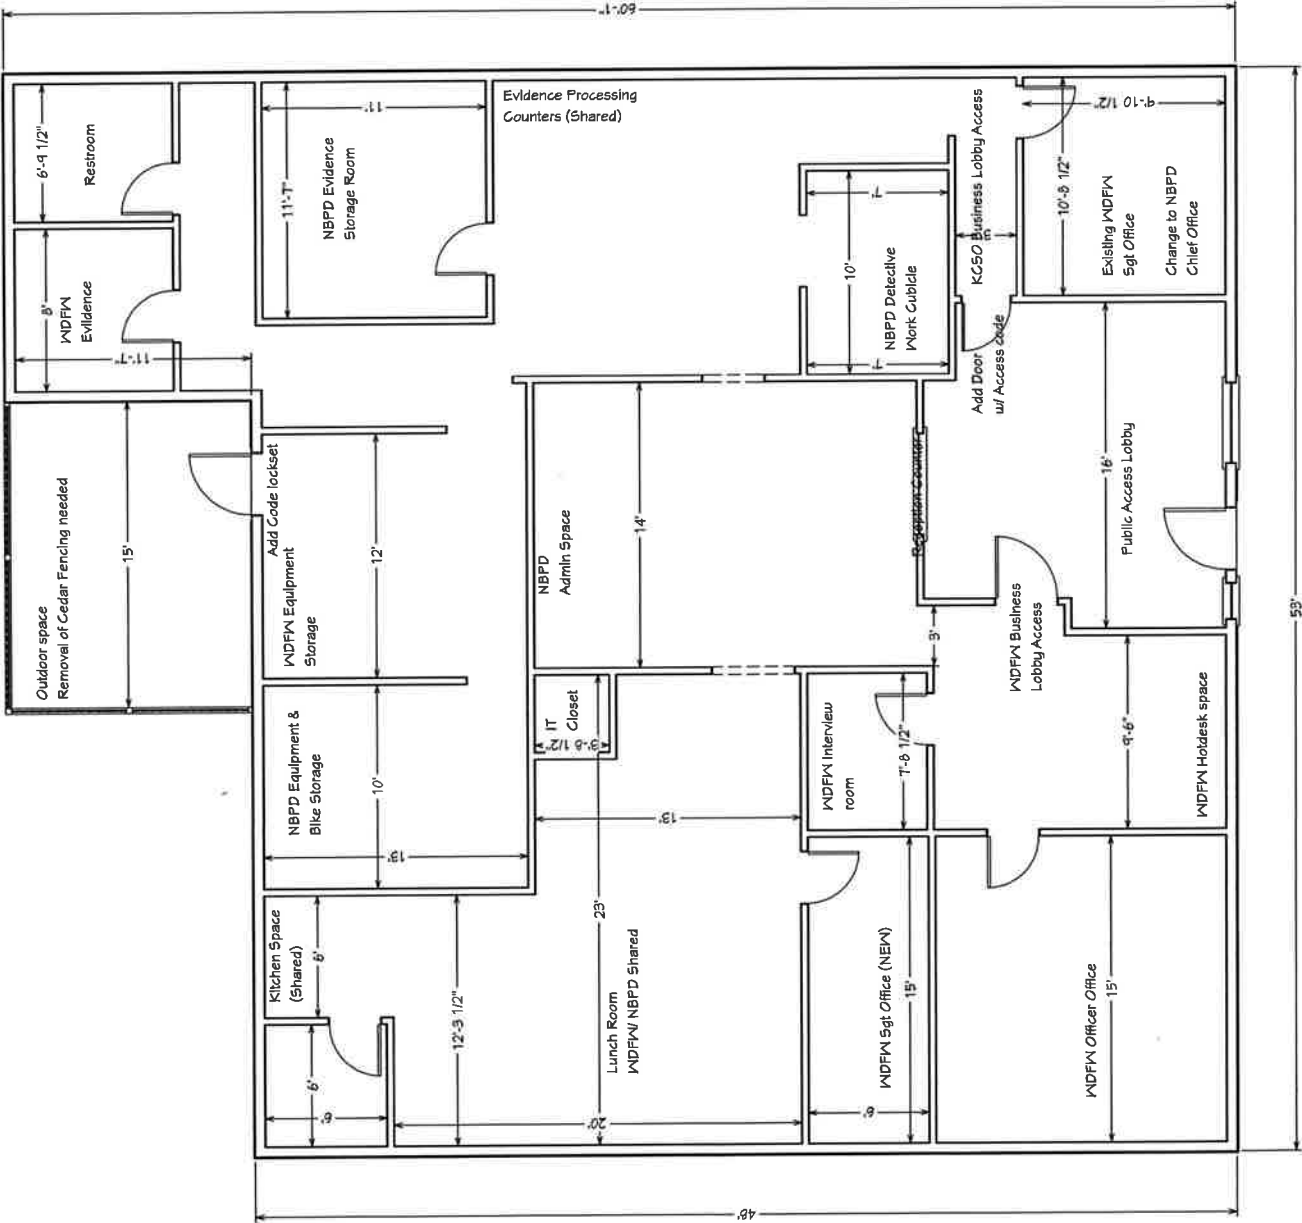 60'-1"
6'-9 1/2"
Restroom
8'
WDFW
Evildence
11'-7"
11'
11'-7"
NBPD Evidence
Storage Room
Evidence Processing
Counters (Shared)
7'
10'
NBPD Detective
Work Cubicle
7'
KCSO Business Lobby Access
3'
9'-10 1/2"
10'-8 1/2"
Existing WDFW
Sgt Office
Change to NBPD
Chief Office
Add Door
w/ Access code
Outdoor space
Removal of Cedar Fencing needed
15'
Add Code lockset
WDFW Equipment
Storage
12'
NBPD
Admin Space
14'
Reception Counter
16'
Public Access Lobby
53'
NBPD Equipment &
Bike Storage
10'
13'
IT
Closet
3'-8 1/2"
13'
23'
WDFW Interview
room
7'-8 1/2"
3'
WDFW Business
Lobby Access
9'-6"
WDFW Hotdesk space
Kitchen Space
(Shared)
6'
6'
6'
12'-3 1/2"
Lunch Room
WDFW/ NBPD Shared
20'
WDFW Sgt Office (NEW)
15'
6'
WDFW Officer Office
15'
48'